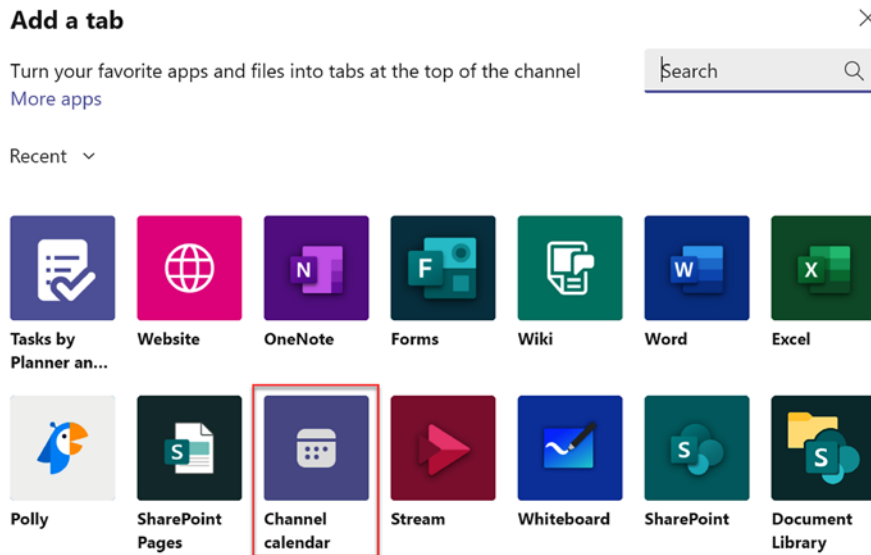 Add a tab
Turn your favorite apps and files into tabs at the top of the channel
Search
More apps
Recent
N
F
W
X
Tasks by
Planner an...
Website
OneNote
Forms
Wiki
Word
Excel
S
S
S
Polly
SharePoint
Pages
Channel
calendar
Stream
Whiteboard
SharePoint
Document
Library